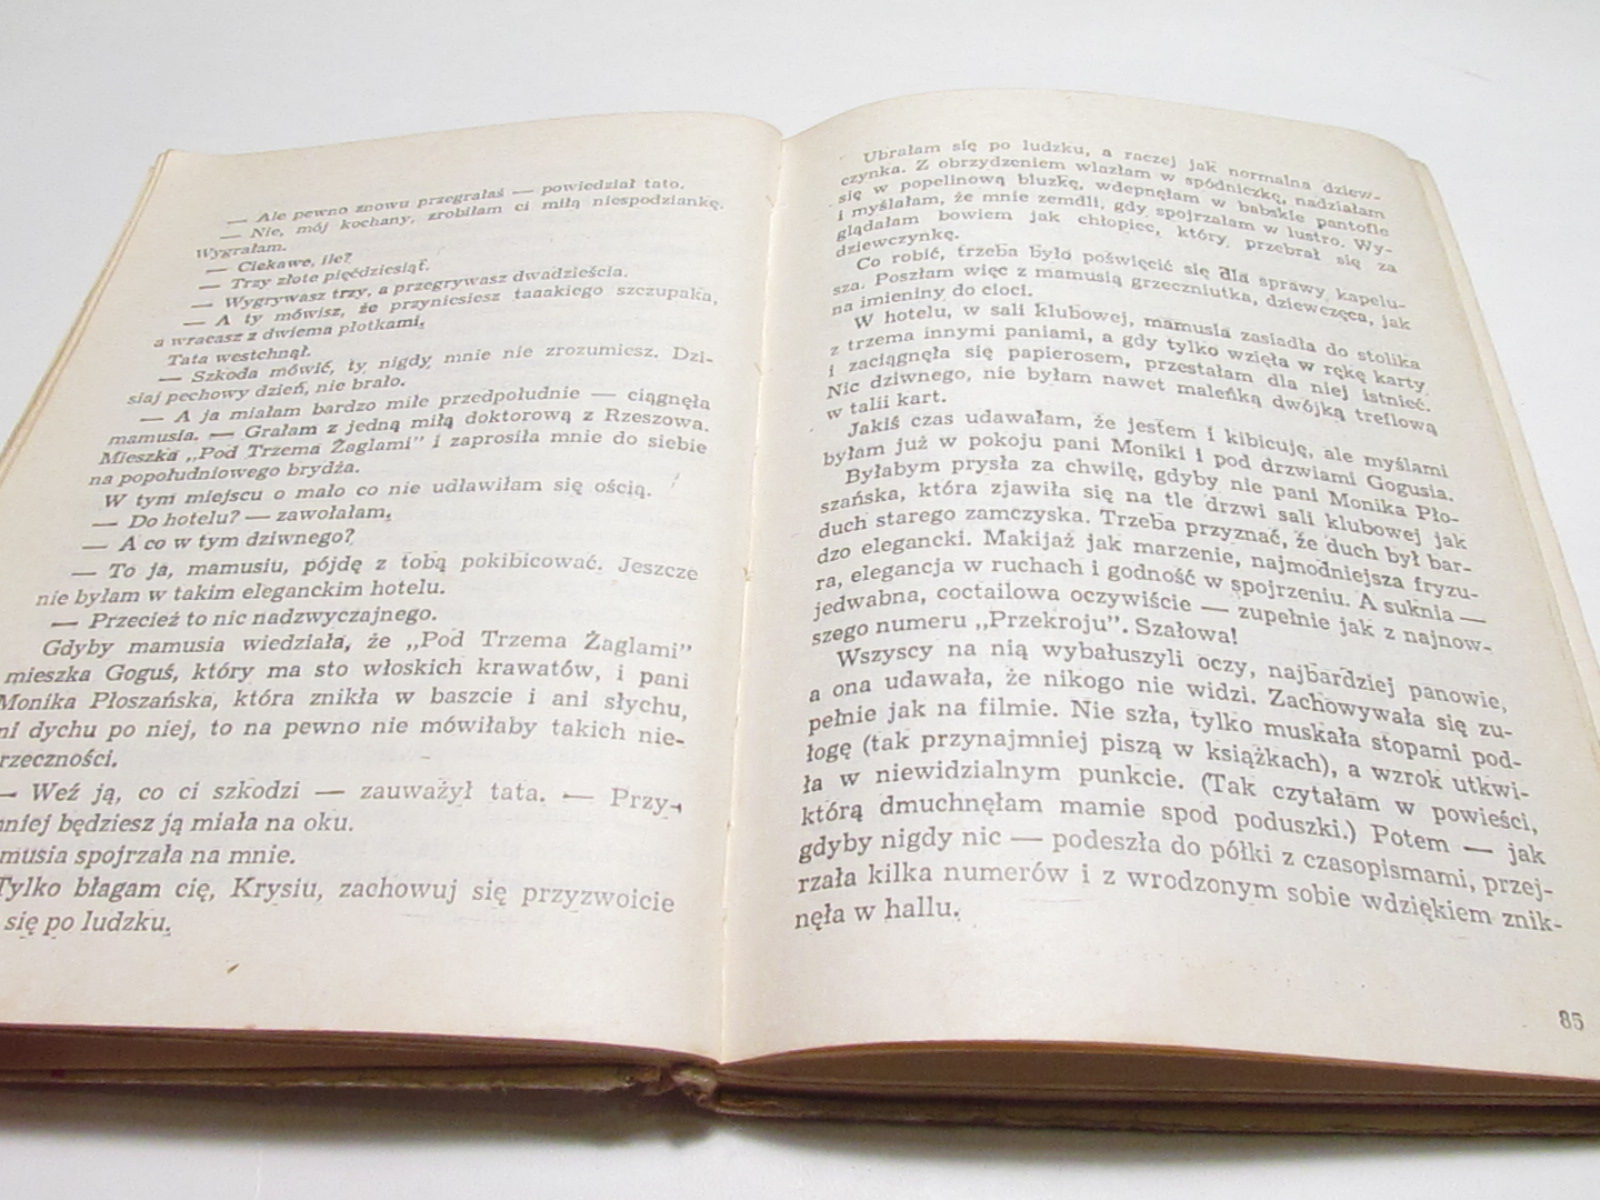 — Ale pewno znowu przegrałaś — powiedział tato.
— Nie, mój kochany, zrobiłam ci miłą niespodziankę.
Wygrałam.
— Ciekawe, ile?
— Trzy złote pięćdziesiąt.
— Wygrywasz trzy, a przegrywasz dwadzieścia.
— A ty mówisz, że przyniesiesz taaakiego szczupaka,
a wracasz z dwiema płotkami.
Tata westchnął.
— Szkoda mówić, ty nigdy mnie nie zrozumiesz. Dzi-
siaj pechowy dzień, nie brało.
— A ja miałam bardzo miłe przedpołudnie — ciągnęła
mamusia. — Grałam z jedną miłą doktorową z Rzeszowa.
Mieszka „Pod Trzema Żaglami” i zaprosiła mnie do siebie
na popołudniowego brydża.
W tym miejscu o mało co nie udławiłam się ością.
— Do hotelu? — zawołałam.
— A co w tym dziwnego?
— To ja, mamusiu, pójdę z tobą pokibicować. Jeszcze
nie byłam w takim eleganckim hotelu.
— Przecież to nic nadzwyczajnego.
Gdyby mamusia wiedziała, że „Pod Trzema Żaglami”
mieszka Goguś, który ma sto włoskich krawatów, i pani
Monika Płoszańska, która znikła w baszcie i ani słychu,
ni dychu po niej, to na pewno nie mówiłaby takich nie-
rzeczności.
— Weź ją, co ci szkodzi — zauważył tata. — Przy-
niej będziesz ją miała na oku.
musia spojrzała na mnie.
Tylko błagam cię, Krysiu, zachowuj się przyzwoicie
się po ludzku.
Ubrałam się po ludzku, a raczej jak normalna dziew-
czynka. Z obrzydzeniem wlazłam w spódniczkę, nadziałam
się w popelinową bluzkę, wdepnęłam w babskie pantofle
i myślałam, że mnie zemdli, gdy spojrzałam w lustro. Wy-
glądałam bowiem jak chłopiec, który przebrał się za
dziewczynkę.
Co robić, trzeba było poświęcić się dla sprawy kapelu-
sza. Poszłam więc z mamusią grzeczniutka, dziewczęca, jak
na imieniny do cioci.
W hotelu, w sali klubowej, mamusia zasiadła do stolika
z trzema innymi paniami, a gdy tylko wzięła w rękę karty
i zaciągnęła się papierosem, przestałam dla niej istnieć.
Nic dziwnego, nie byłam nawet maleńką dwójką treflową
w talii kart.
Jakiś czas udawałam, że jestem i kibicuję, ale myślami
byłam już w pokoju pani Moniki i pod drzwiami Gogusia.
Byłabym prysła za chwilę, gdyby nie pani Monika Pło-
szańska, która zjawiła się na tle drzwi sali klubowej jak
duch starego zamczyska. Trzeba przyznać, że duch był bar-
dzo elegancki. Makijaż jak marzenie, najmodniejsza fryzu-
ra, elegancja w ruchach i godność w spojrzeniu. A suknia —
jedwabna, coctailowa oczywiście — zupełnie jak z najnow-
szego numeru „Przekroju”. Szałowa!
Wszyscy na nią wybałuszyli oczy, najbardziej panowie,
a ona udawała, że nikogo nie widzi. Zachowywała się zu-
pełnie jak na filmie. Nie szła, tylko muskała stopami pod-
łogę (tak przynajmniej piszą w książkach), a wzrok utkwi-
ła w niewidzialnym punkcie. (Tak czytałam w powieści,
którą dmuchnęłam mamie spod poduszki.) Potem — jak
gdyby nigdy nic — podeszła do półki z czasopismami, przej-
rzała kilka numerów i z wrodzonym sobie wdziękiem znik-
nęła w hallu.
85